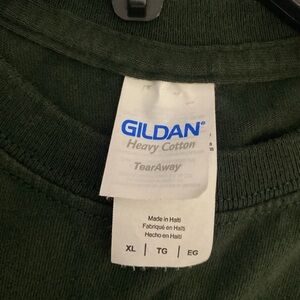 GILDAN®
Heavy Cotton
TearAway
Made in Haiti
Fabriqué en Haïti
Hecho en Haití
XL | TG | EG